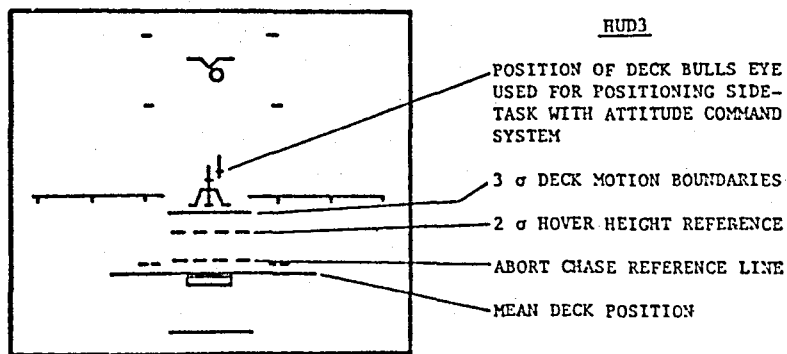 HUD3
POSITION OF DECK BULLS EYE
USED FOR POSITIONING SIDE-
TASK WITH ATTITUDE COMMAND
SYSTEM
3 σ DECK MOTION BOUNDARIES
2 σ HOVER HEIGHT REFERENCE
ABORT CHASE REFERENCE LINE
MEAN DECK POSITION